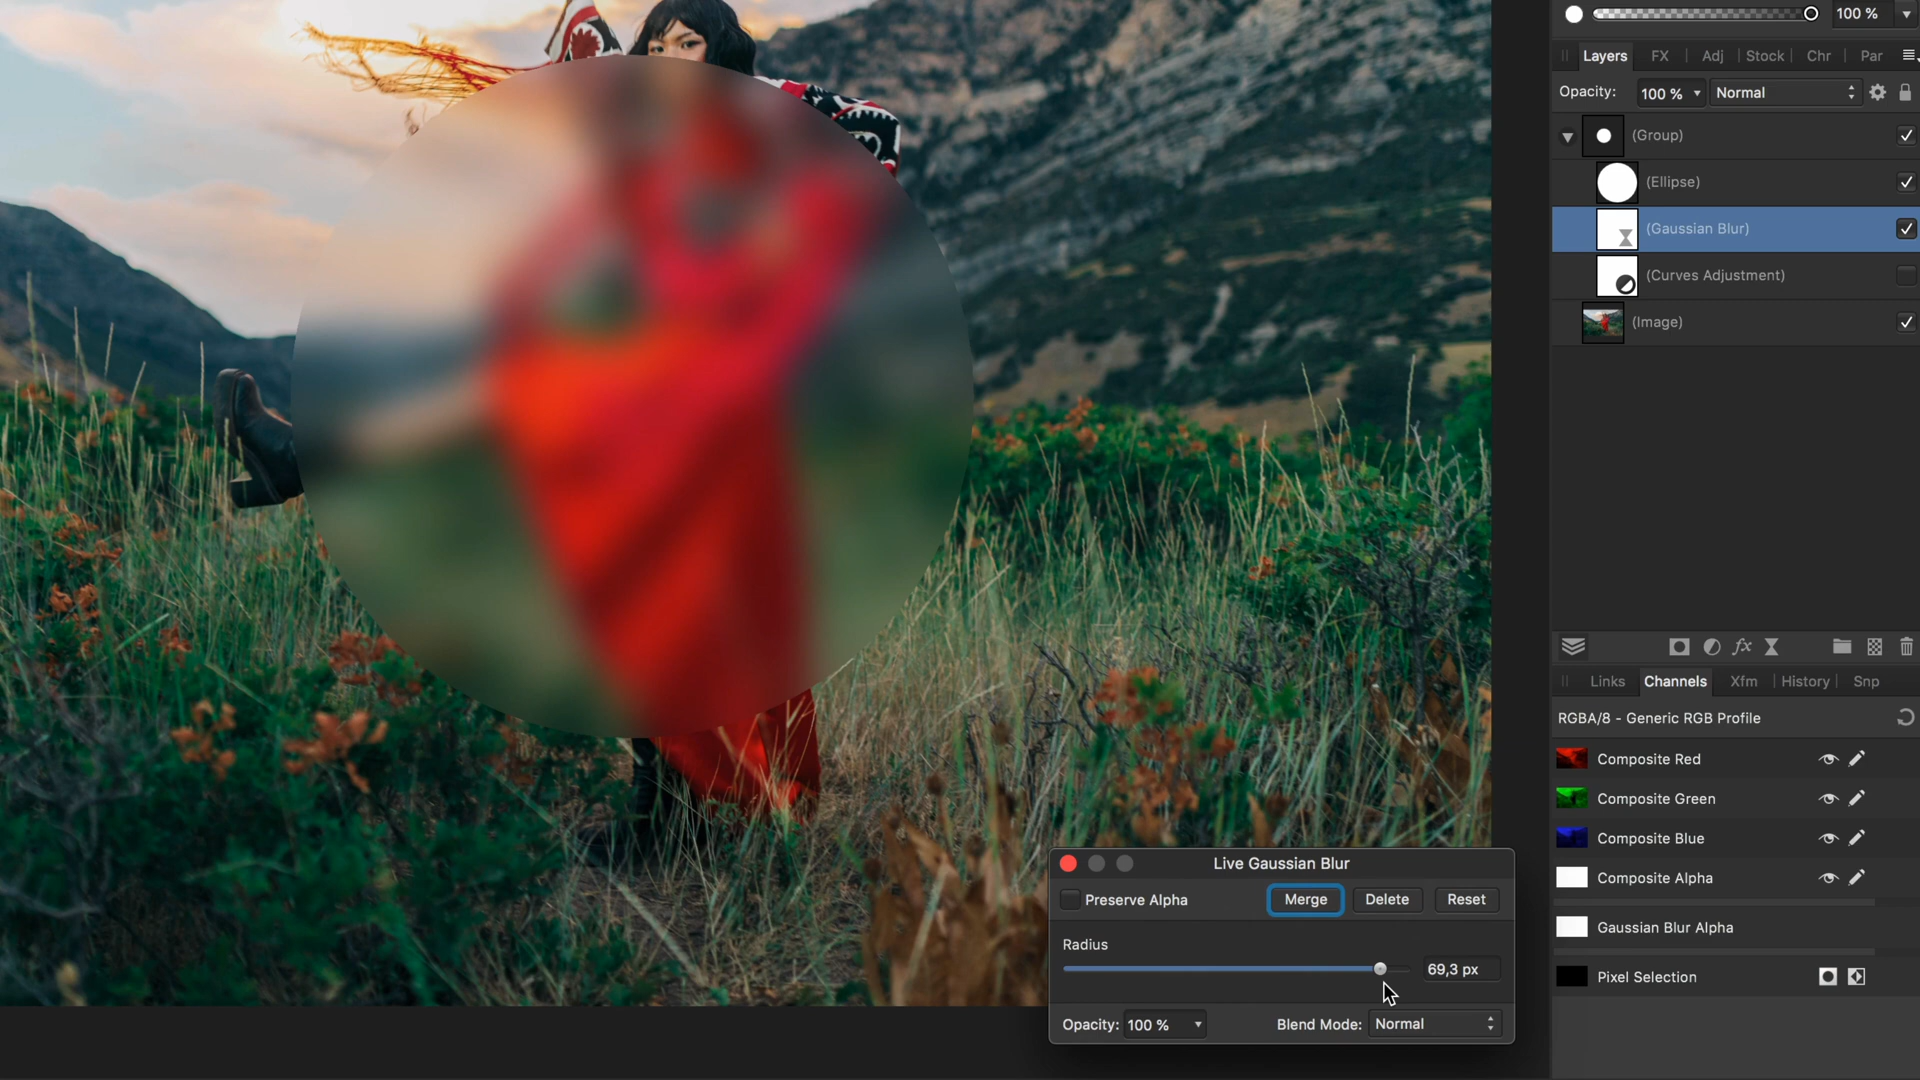 100 %
Layers FX Adj Stock Chr Par
Opacity: 100 % Normal
(Group)
(Ellipse)
(Gaussian Blur)
(Curves Adjustment)
(Image)
fx
Links Channels Xfm History Snp
RGBA/8 - Generic RGB Profile
Composite Red
Composite Green
Composite Blue
Composite Alpha
Gaussian Blur Alpha
Pixel Selection
Live Gaussian Blur
Preserve Alpha Merge Delete Reset
Radius
69,3 px
Opacity: 100 % Blend Mode: Normal